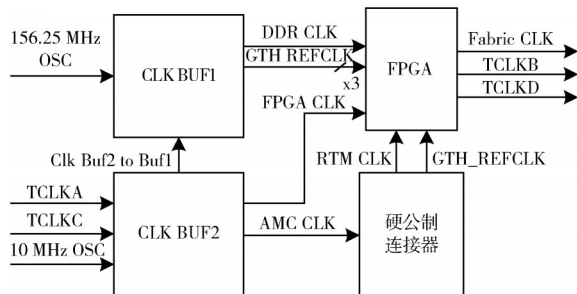 156.25 MHz
OSC
CLK BUF1
DDR CLK
GTH REFCLK
x3
FPGA CLK
FPGA
Fabric CLK
TCLKB
TCLKD
Clk Buf2 to Buf1
RTM CLK
GTH_REFCLK
TCLKA
TCLKC
10 MHz OSC
CLK BUF2
AMC CLK
硬公制
连接器